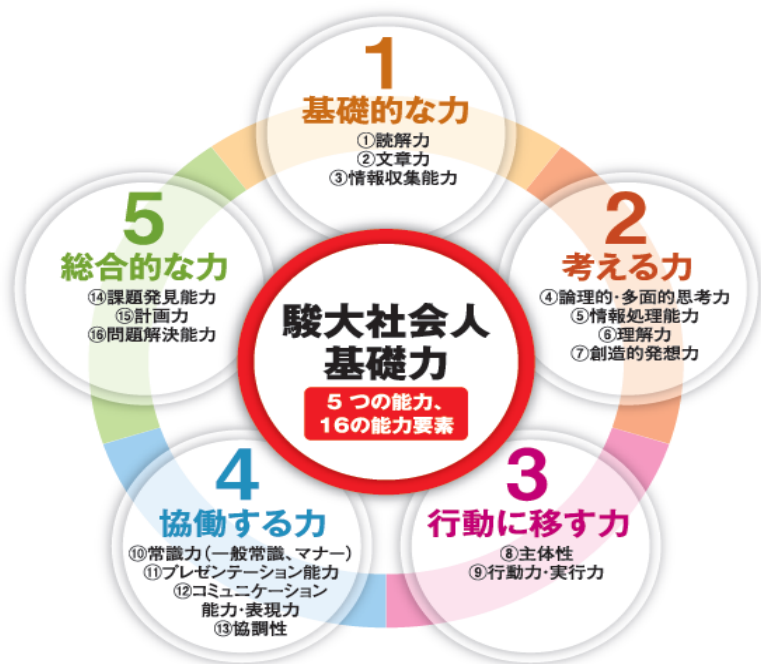 1
基礎的な力
①読解力
②文章力
③情報収集能力
2
考える力
④論理的・多面的思考力
⑤情報処理能力
⑥理解力
⑦創造的発想力
3
行動に移す力
⑧主体性
⑨行動力・実行力
4
協働する力
⑩常識力(一般常識、マナー)
⑪プレゼンテーション能力
⑫コミュニケーション
能力・表現力
⑬協調性
5
総合的な力
⑭課題発見能力
⑮計画力
⑯問題解決能力
駿大社会人
基礎力
5つの能力、
16の能力要素